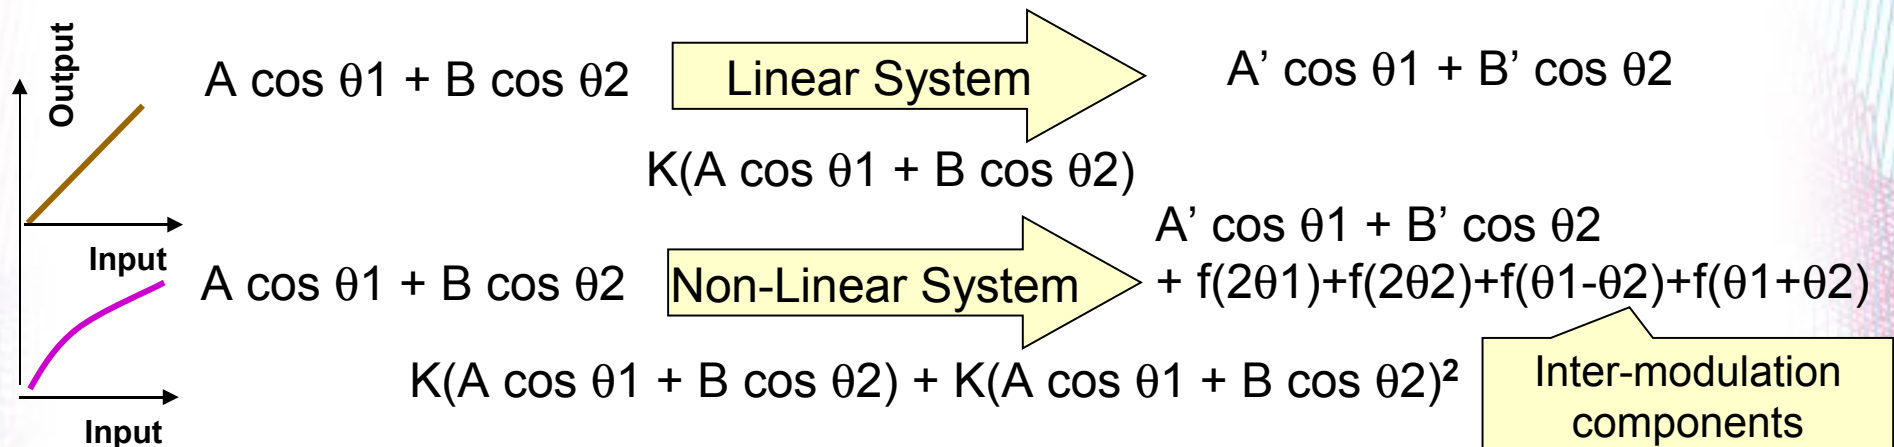 Output
A cos θ1 + B cos θ2
Linear System
A’ cos θ1 + B’ cos θ2
K(A cos θ1 + B cos θ2)
Input
A cos θ1 + B cos θ2
Non-Linear System
A’ cos θ1 + B’ cos θ2
+ f(2θ1)+f(2θ2)+f(θ1-θ2)+f(θ1+θ2)
K(A cos θ1 + B cos θ2) + K(A cos θ1 + B cos θ2)²
Inter-modulation
components
Input